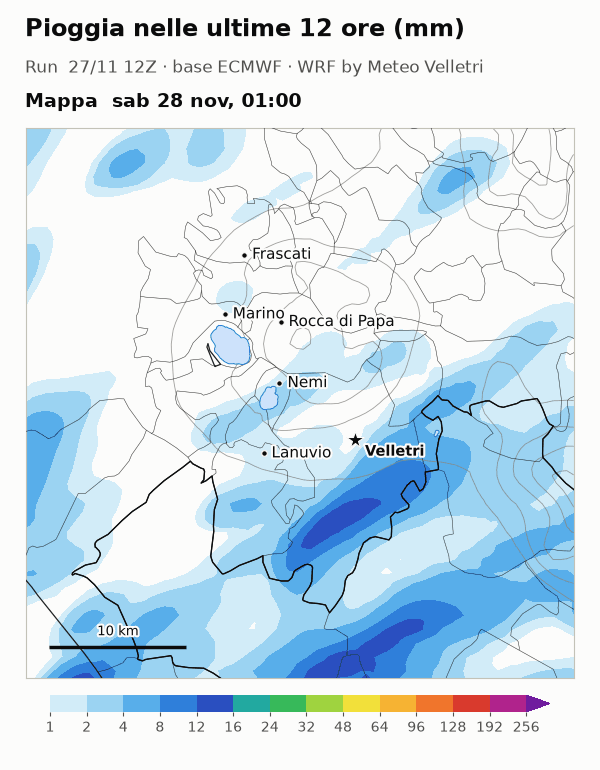 Pioggia nelle ultime 12 ore (mm)
Run  27/11 12Z · base ECMWF · WRF by Meteo Velletri
Mappa  sab 28 nov, 01:00
Frascati
Marino
Rocca di Papa
Nemi
Velletri
Lanuvio
10 km
1 2 4 8 12 16 24 32 48 64 96 128 192 256